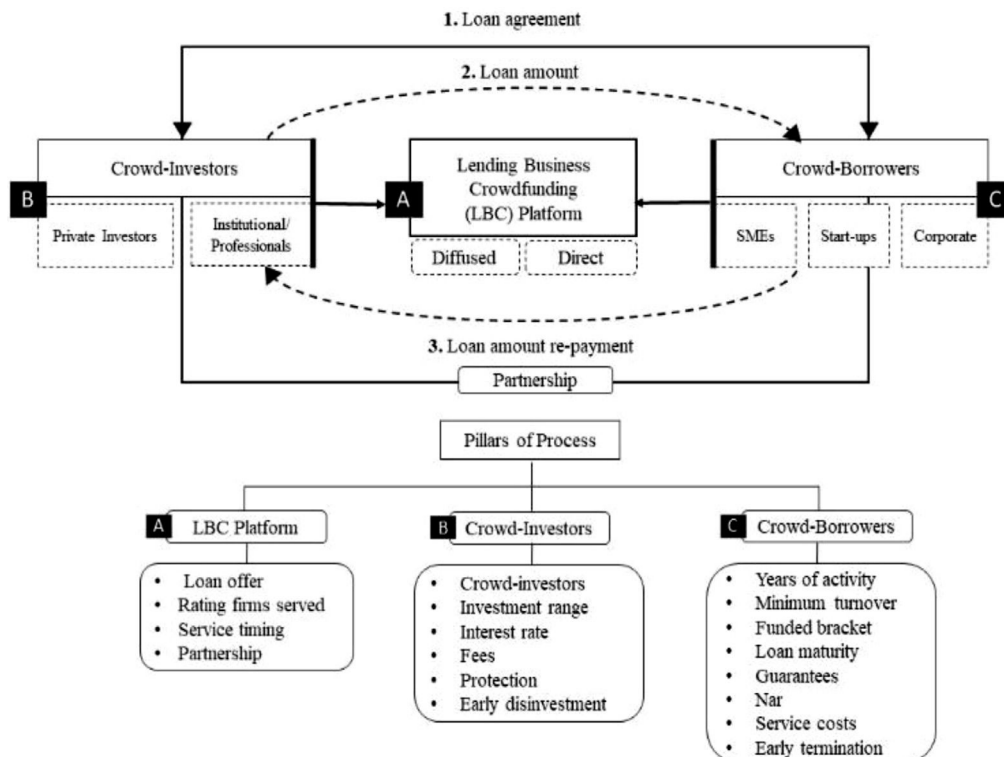 1. Loan agreement
2. Loan amount
Crowd-Investors
B
Private Investors
Institutional/
Professionals
A
Lending Business
Crowdfunding
(LBC) Platform
Diffused
Direct
Crowd-Borrowers
C
SMEs
Start-ups
Corporate
3. Loan amount re-payment
Partnership
Pillars of Process
A
LBC Platform
• Loan offer
• Rating firms served
• Service timing
• Partnership
B
Crowd-Investors
• Crowd-investors
• Investment range
• Interest rate
• Fees
• Protection
• Early disinvestment
C
Crowd-Borrowers
• Years of activity
• Minimum turnover
• Funded bracket
• Loan maturity
• Guarantees
• Nar
• Service costs
• Early termination